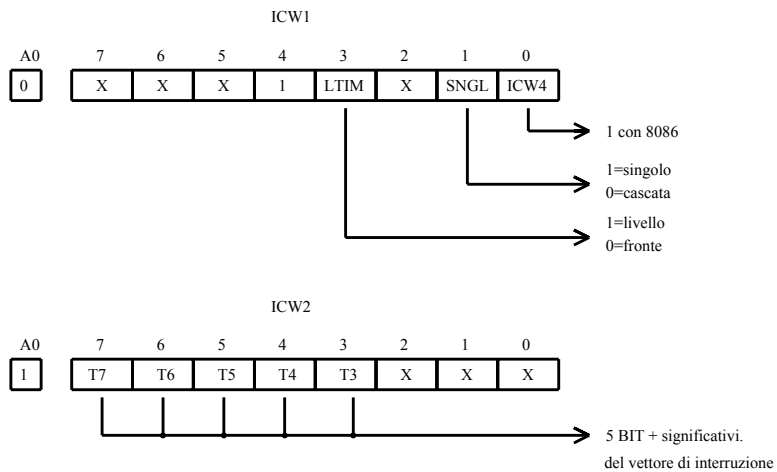 ICW1
A0 7 6 5 4 3 2 1 0
0 X X X 1 LTIM X SNGL ICW4
1 con 8086
1=singolo
0=cascata
1=livello
0=fronte
ICW2
A0 7 6 5 4 3 2 1 0
1 T7 T6 T5 T4 T3 X X X
5 BIT + significativi.
del vettore di interruzione